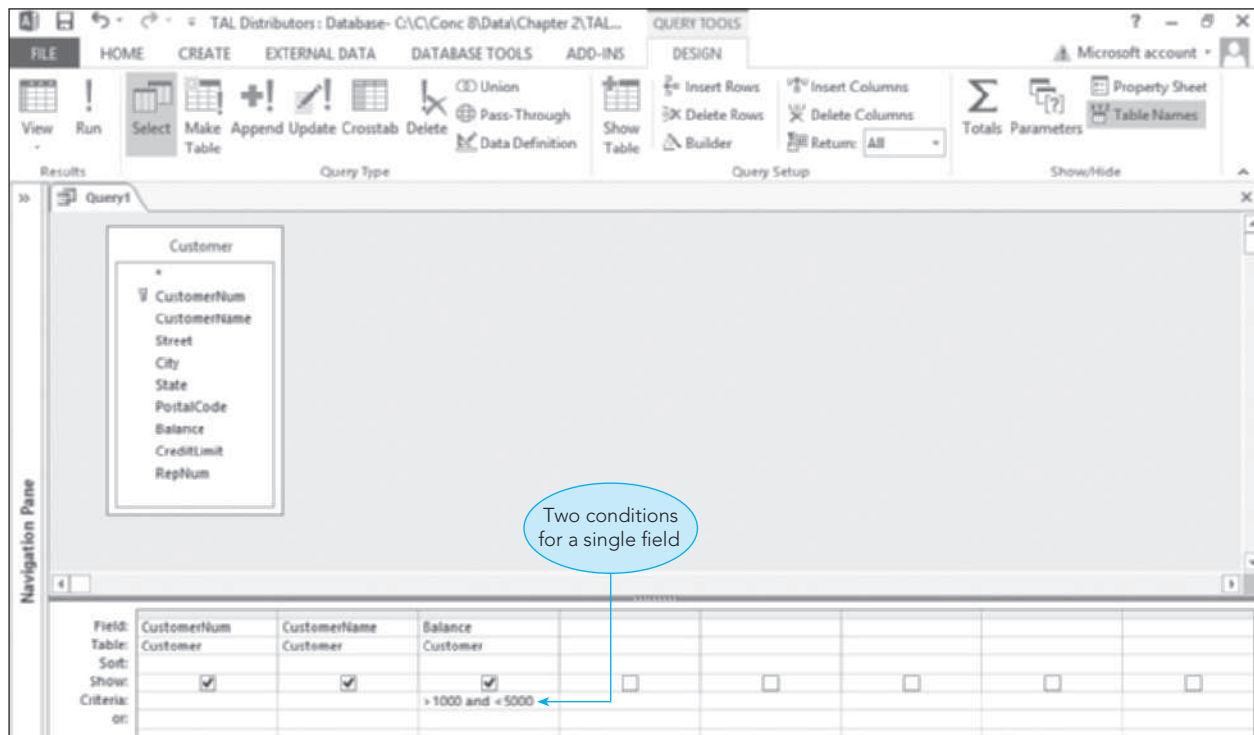 TAL Distributors : Database- C:\C\Conc 8\Data\Chapter 2\TAL...
QUERY TOOLS
? – X
FILE HOME CREATE EXTERNAL DATA DATABASE TOOLS ADD-INS DESIGN
Microsoft account
View
Run
Select
Make Table
Append
Update
Crosstab
Delete
Union
Pass-Through
Data Definition
Show Table
Insert Rows
Delete Rows
Builder
Insert Columns
Delete Columns
Return: All
Totals
Parameters
Property Sheet
Table Names
Results
Query Type
Query Setup
Show/Hide
Query1
Customer
*
CustomerNum
CustomerName
Street
City
State
PostalCode
Balance
CreditLimit
RepNum
Navigation Pane
Two conditions
for a single field
Field: CustomerNum CustomerName Balance
Table: Customer Customer Customer
Sort:
Show:
Criteria: >1000 and <5000
or: